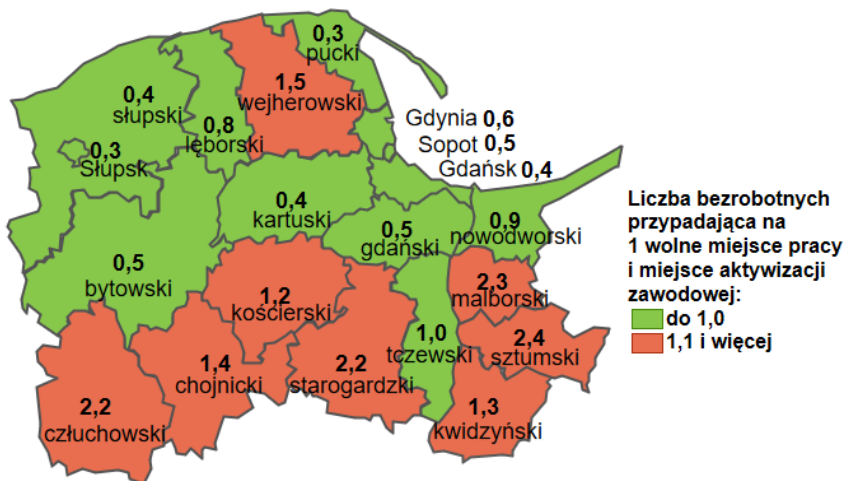 0,3
pucki
1,5
wejherowski
0,4
słupski
0,8
lęborski
0,3
Słupsk
Gdynia 0,6
Sopot 0,5
Gdańsk 0,4
0,4
kartuski
0,5
gdański
0,9
nowodworski
0,5
bytowski
1,2
kościerski
2,3
malborski
1,0
tczewski
2,4
sztumski
1,4
chojnicki
2,2
starogardzki
2,2
człuchowski
1,3
kwidzyński
Liczba bezrobotnych
przypadająca na
1 wolne miejsce pracy
i miejsce aktywizacji
zawodowej:
do 1,0
1,1 i więcej